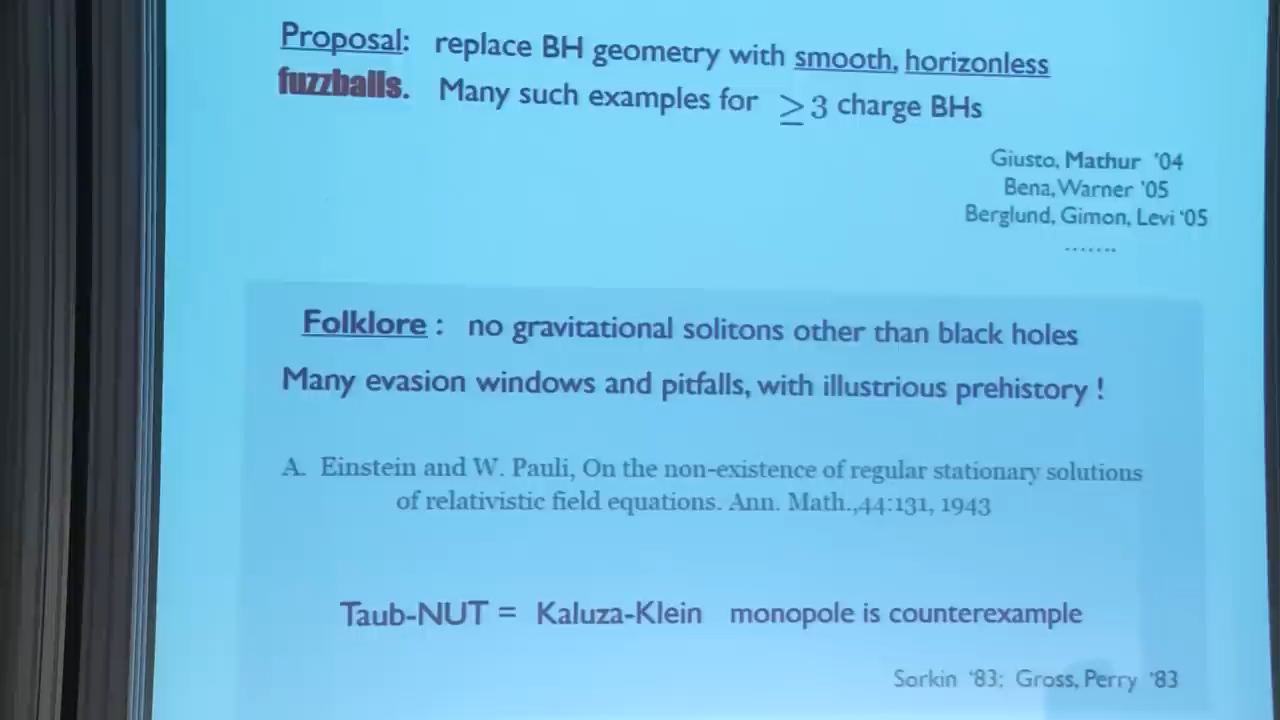 Proposal: replace BH geometry with smooth, horizonless
fuzzballs. Many such examples for ≥ 3 charge BHs
Giusto, Mathur '04
Bena, Warner '05
Berglund, Gimon, Levi '05
.......
Folklore : no gravitational solitons other than black holes
Many evasion windows and pitfalls, with illustrious prehistory !
A. Einstein and W. Pauli, On the non-existence of regular stationary solutions
of relativistic field equations. Ann. Math.,44:131, 1943
Taub-NUT = Kaluza-Klein monopole is counterexample
Sorkin '83; Gross, Perry '83